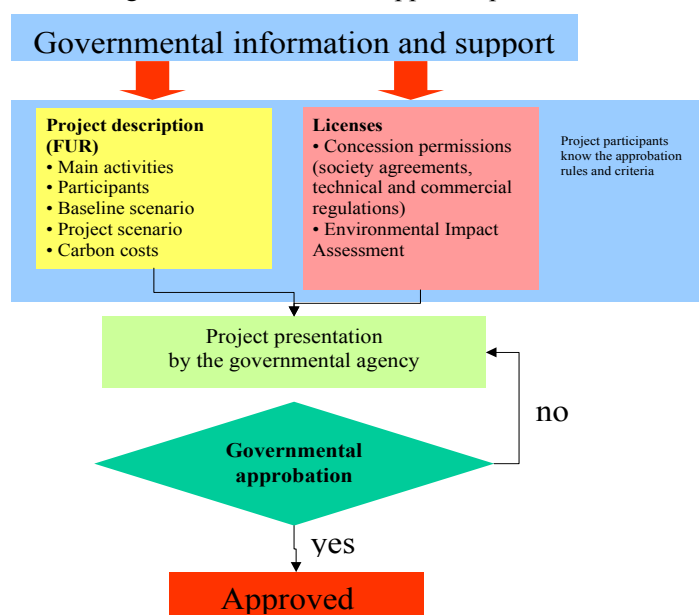 Governmental information and support
Project description
(FUR)
• Main activities
• Participants
• Baseline scenario
• Project scenario
• Carbon costs
Licenses
• Concession permissions
(society agreements,
technical and commercial
regulations)
• Environmental Impact
Assessment
Project participants
know the approbation
rules and criteria
Project presentation
by the governmental agency
no
Governmental
approbation
yes
Approved